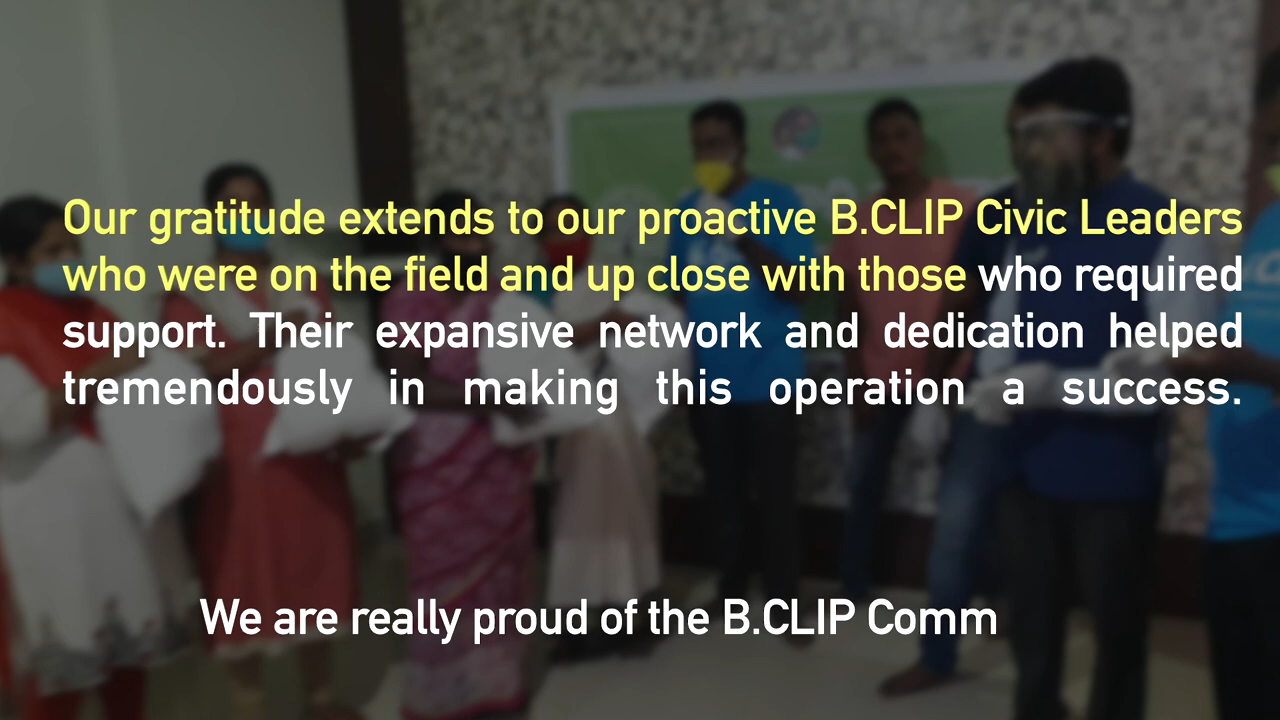 Our gratitude extends to our proactive B.CLIP Civic Leaders
who were on the field and up close with those who required
support. Their expansive network and dedication helped
tremendously in making this operation a success.
We are really proud of the B.CLIP Comm